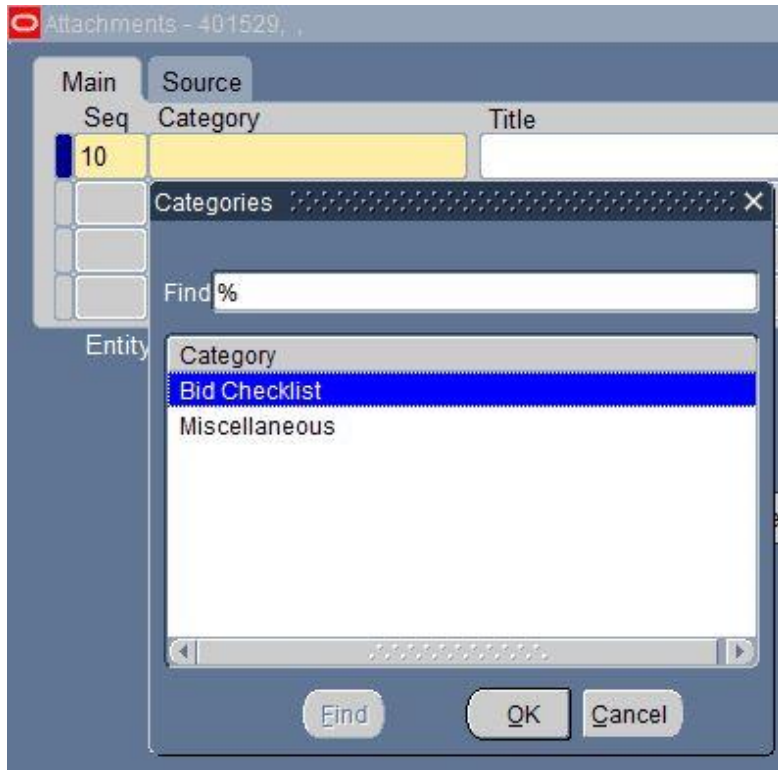 Attachments - 401529, ,
Main Source
Seq Category Title
10
Categories
Find %
Entity
Category
Bid Checklist
Miscellaneous
Find OK Cancel